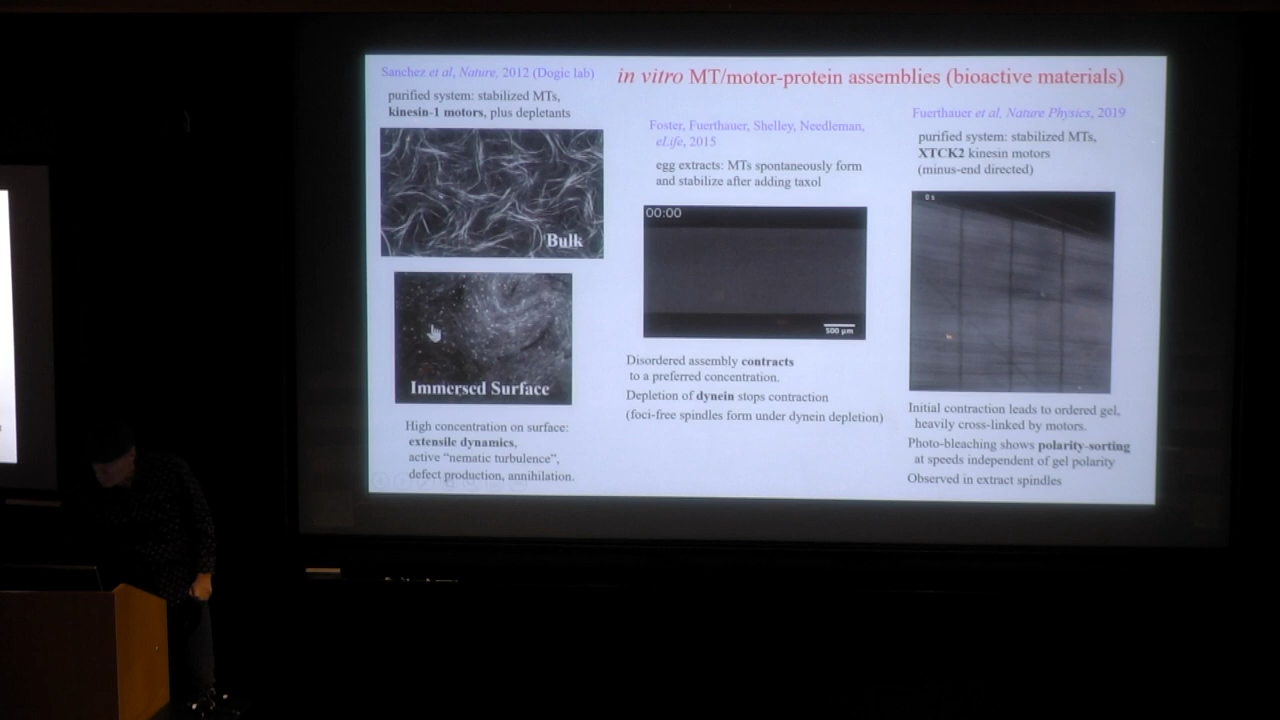 in vitro MT/motor-protein assemblies (bioactive materials)
Sanchez et al, Nature, 2012 (Dogic lab)
purified system: stabilized MTs,
kinesin-1 motors, plus depletants
Bulk
Immersed Surface
High concentration on surface:
extensile dynamics,
active “nematic turbulence”,
defect production, annihilation.
Foster, Fuerthauer, Shelley, Needleman,
eLife, 2015
egg extracts: MTs spontaneously form
and stabilize after adding taxol
00:00
500 μm
Disordered assembly contracts
to a preferred concentration.
Depletion of dynein stops contraction
(foci-free spindles form under dynein depletion)
Fuerthauer et al, Nature Physics, 2019
purified system: stabilized MTs,
XTCK2 kinesin motors
(minus-end directed)
0 s
Initial contraction leads to ordered gel,
heavily cross-linked by motors.
Photo-bleaching shows polarity-sorting
at speeds independent of gel polarity
Observed in extract spindles